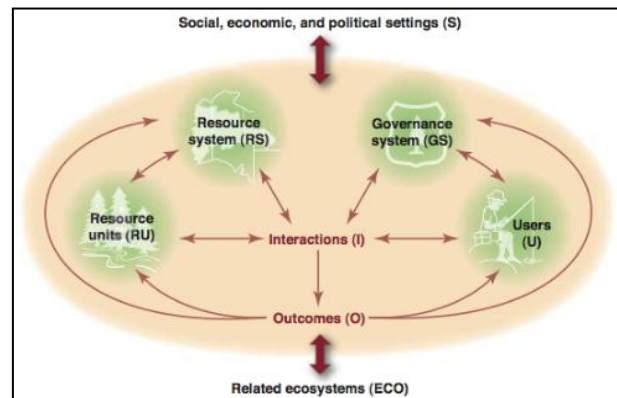 Social, economic, and political settings (S)
Resource
system (RS)
Governance
system (GS)
Resource
units (RU)
Interactions (I)
Users
(U)
Outcomes (O)
Related ecosystems (ECO)